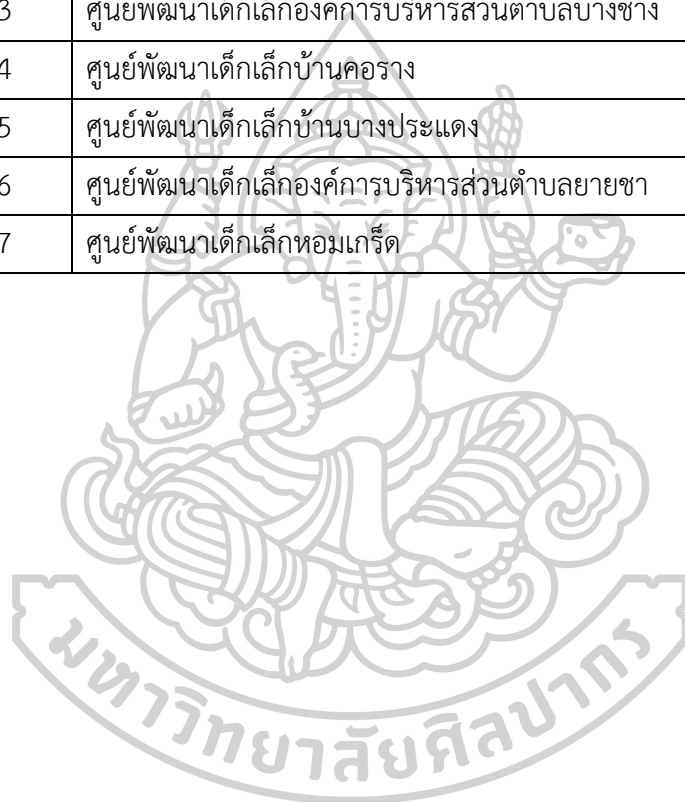 3 ศูนย์พัฒนาเด็กเล็กองค์การบริหารส่วนตำบลบางช้าง
4 ศูนย์พัฒนาเด็กเล็กบ้านคอราง
5 ศูนย์พัฒนาเด็กเล็กบ้านบางประแดง
6 ศูนย์พัฒนาเด็กเล็กองค์การบริหารส่วนตำบลยายชา
7 ศูนย์พัฒนาเด็กเล็กหอมเกร็ด
มหาวิทยาลัยศิลปากร